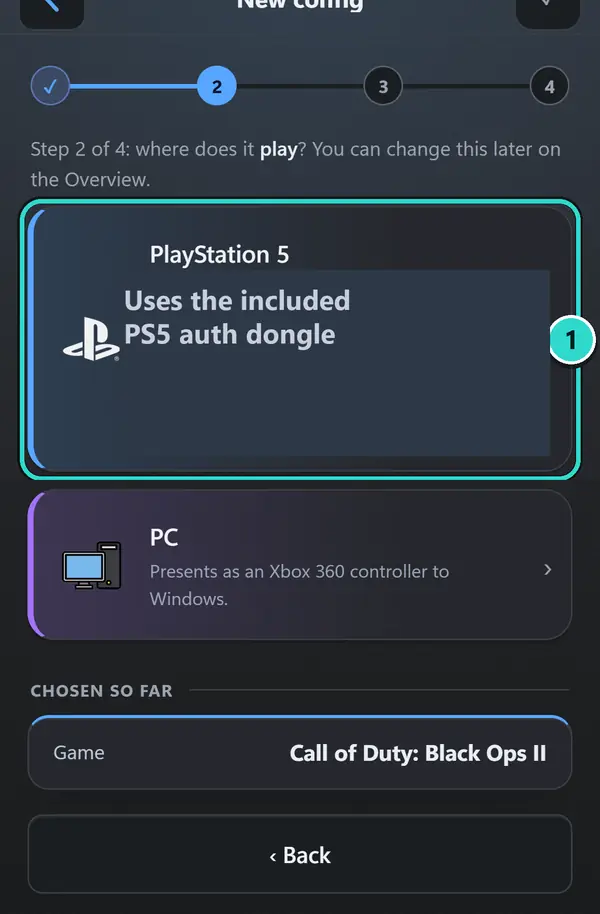 New config
✓ 2 3 4
Step 2 of 4: where does it play? You can change this later on
the Overview.
PlayStation 5
Uses the included
PS5 auth dongle
1
PC
Presents as an Xbox 360 controller to
Windows.
CHOSEN SO FAR
Game Call of Duty: Black Ops II
‹ Back